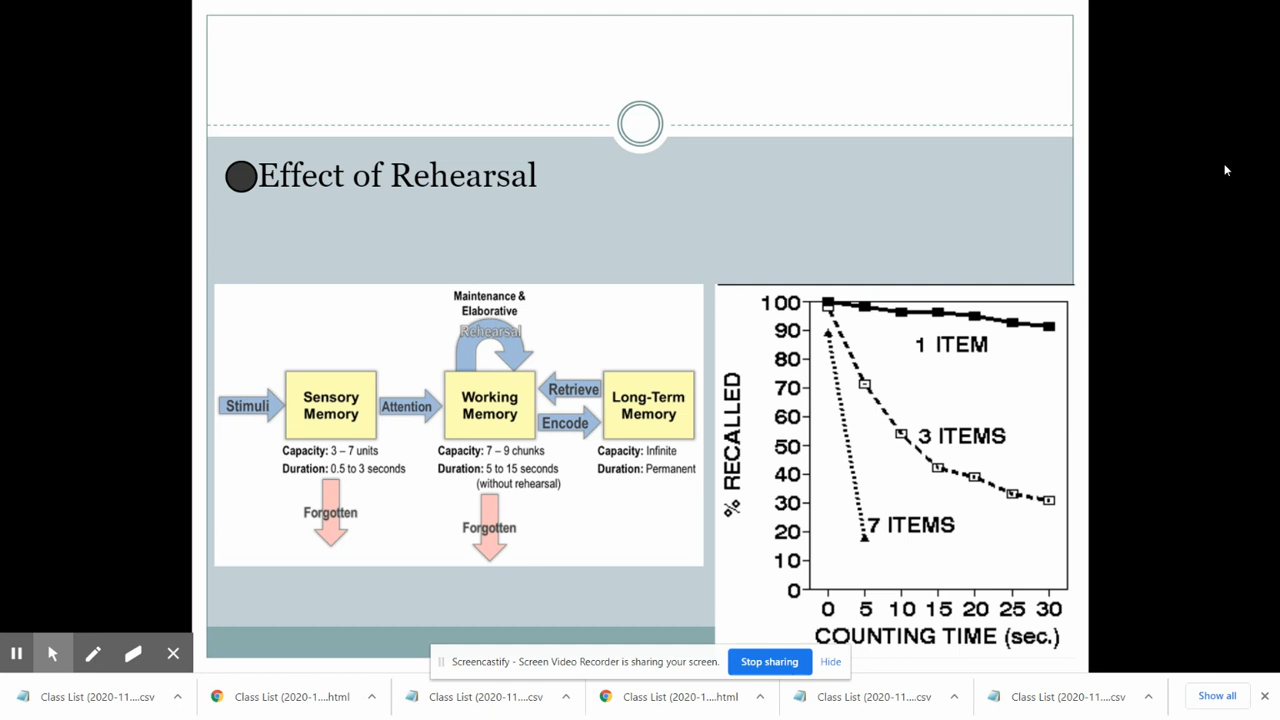 Effect of Rehearsal
Maintenance &
Elaborative
Rehearsal
Stimuli
Sensory
Memory
Attention
Working
Memory
Retrieve
Encode
Long-Term
Memory
Capacity: 3 – 7 units
Duration: 0.5 to 3 seconds
Capacity: 7 – 9 chunks
Duration: 5 to 15 seconds
(without rehearsal)
Capacity: Infinite
Duration: Permanent
Forgotten
Forgotten
% RECALLED
100
90
80
70
60
50
40
30
20
10
0
1 ITEM
3 ITEMS
7 ITEMS
0 5 10 15 20 25 30
COUNTING TIME (sec.)
Screencastify - Screen Video Recorder is sharing your screen.
Stop sharing
Hide
Class List (2020-11....csv
Class List (2020-1....html
Class List (2020-11....csv
Class List (2020-1....html
Class List (2020-11....csv
Class List (2020-11....csv
Show all